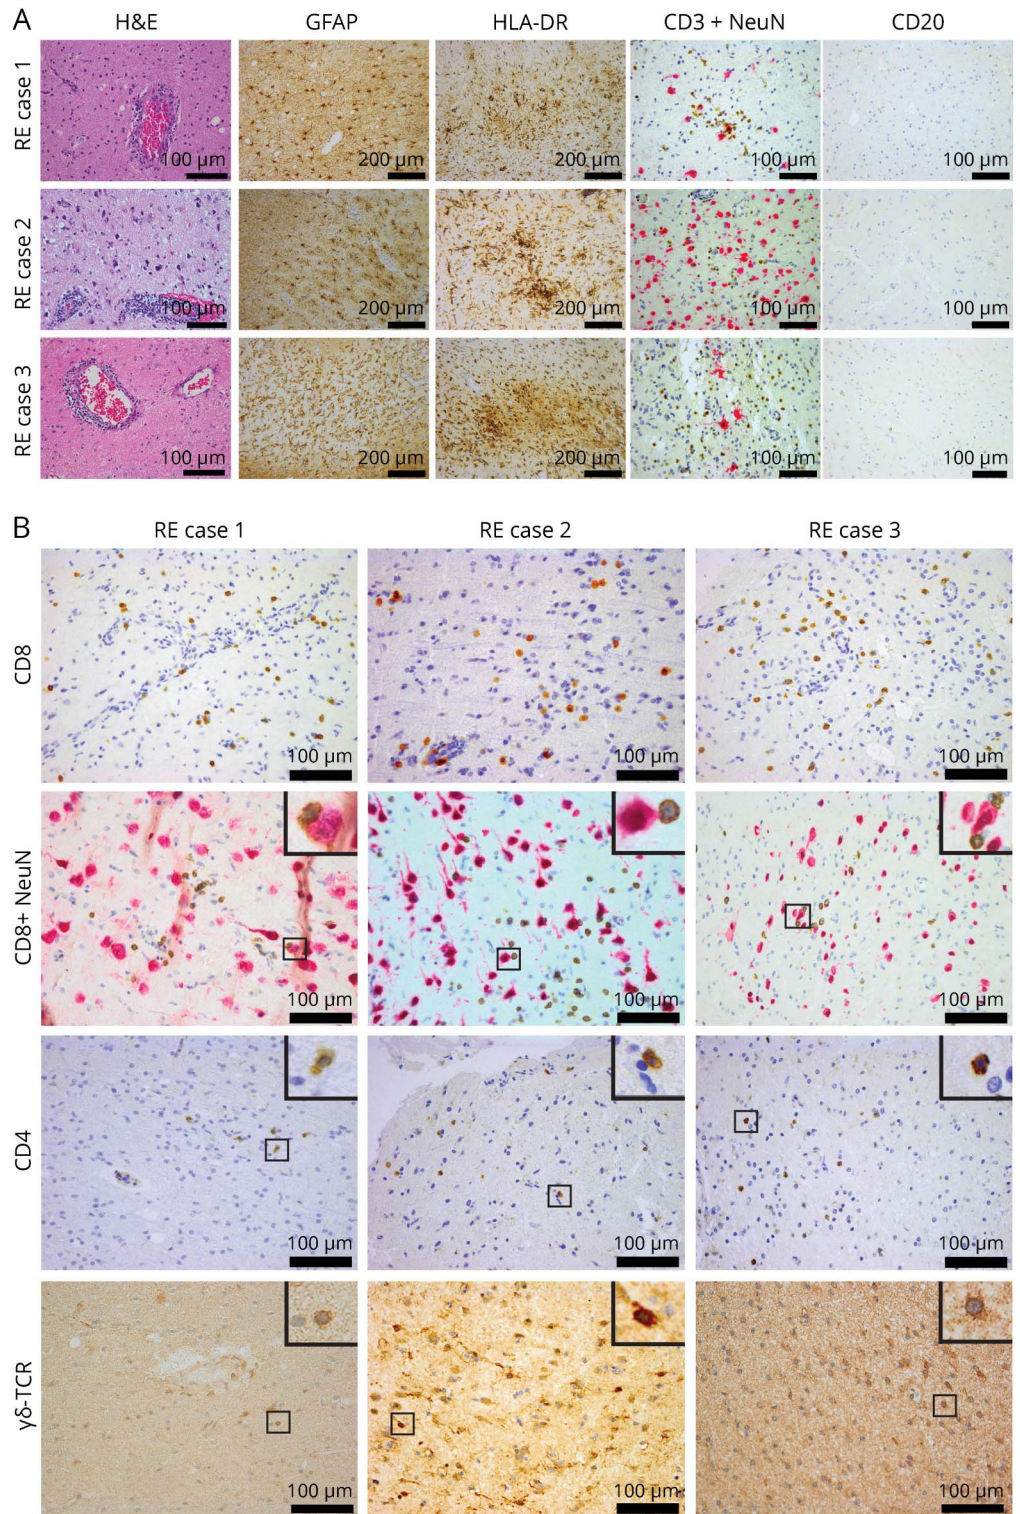 A
H&E GFAP HLA-DR CD3 + NeuN CD20
RE case 1
100 µm 200 µm 200 µm 100 µm 100 µm
RE case 2
100 µm 200 µm 200 µm 100 µm 100 µm
RE case 3
100 µm 200 µm 200 µm 100 µm 100 µm
B
RE case 1 RE case 2 RE case 3
CD8
100 µm 100 µm 100 µm
CD8+ NeuN
100 µm 100 µm 100 µm
CD4
100 µm 100 µm 100 µm
γδ-TCR
100 µm 100 µm 100 µm